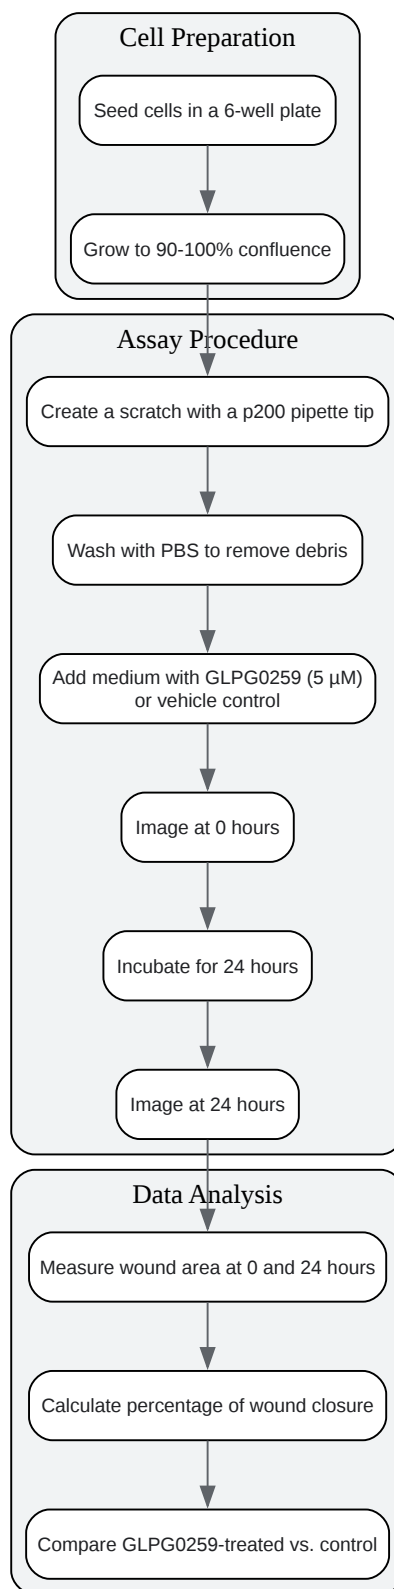 Cell Preparation
Seed cells in a 6-well plate
Grow to 90-100% confluence
Assay Procedure
Create a scratch with a p200 pipette tip
Wash with PBS to remove debris
Add medium with GLPG0259 (5 µM)
or vehicle control
Image at 0 hours
Incubate for 24 hours
Image at 24 hours
Data Analysis
Measure wound area at 0 and 24 hours
Calculate percentage of wound closure
Compare GLPG0259-treated vs. control